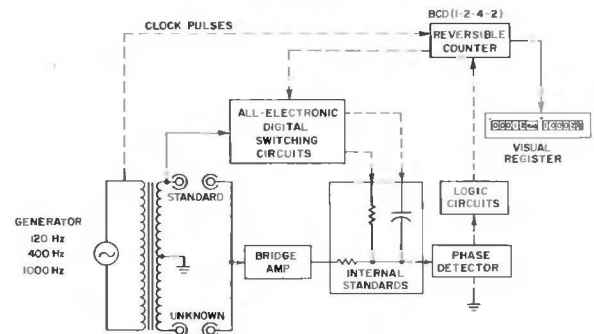 CLOCK PULSES
BCD (1-2-4-2)
REVERSIBLE
COUNTER
ALL-ELECTRONIC
DIGITAL
SWITCHING
CIRCUITS
VISUAL
REGISTER
STANDARD
LOGIC
CIRCUITS
GENERATOR
120 Hz
400 Hz
1000 Hz
BRIDGE
AMP
INTERNAL
STANDARDS
PHASE
DETECTOR
UNKNOWN